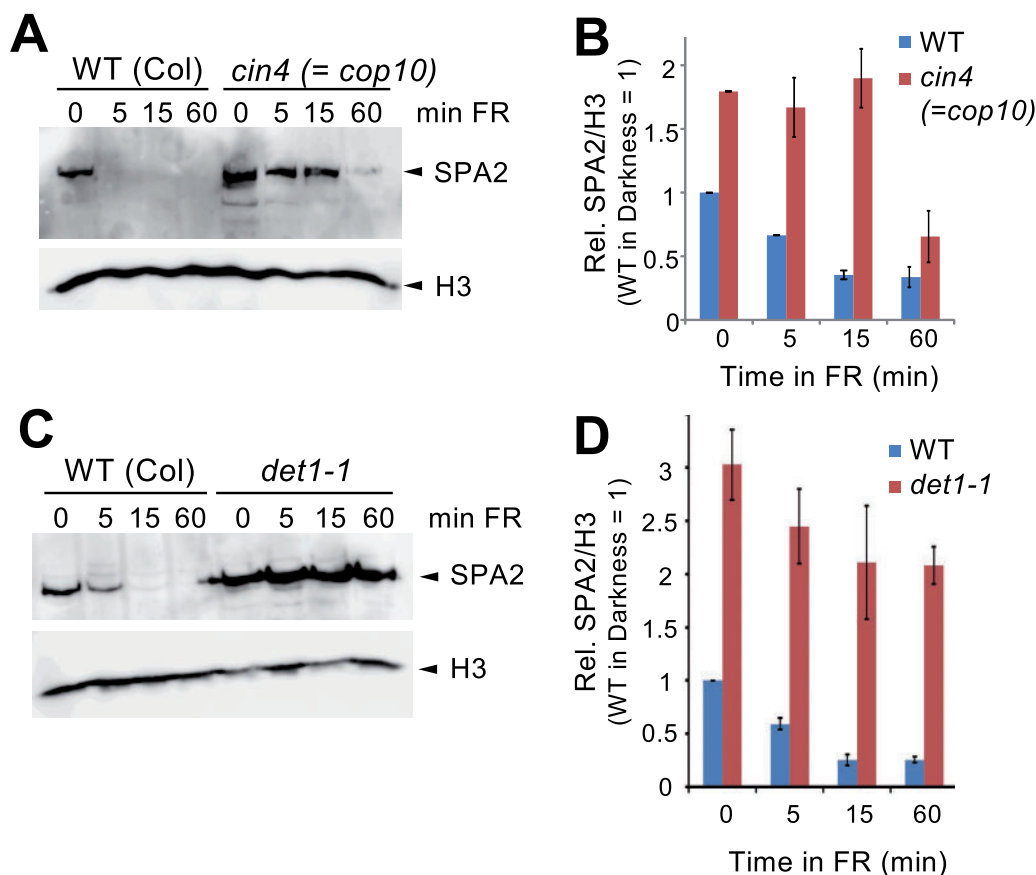 A
WT (Col) cin4 (= cop10)
0 5 15 60 0 5 15 60 min FR
SPA2
H3
B
WT
cin4
(=cop10)
Rel. SPA2/H3
(WT in Darkness = 1)
2
1.5
1
0.5
0
0 5 15 60
Time in FR (min)
C
WT (Col) det1-1
0 5 15 60 0 5 15 60 min FR
SPA2
H3
D
WT
det1-1
Rel. SPA2/H3
(WT in Darkness = 1)
3
2.5
2
1.5
1
0.5
0
0 5 15 60
Time in FR (min)